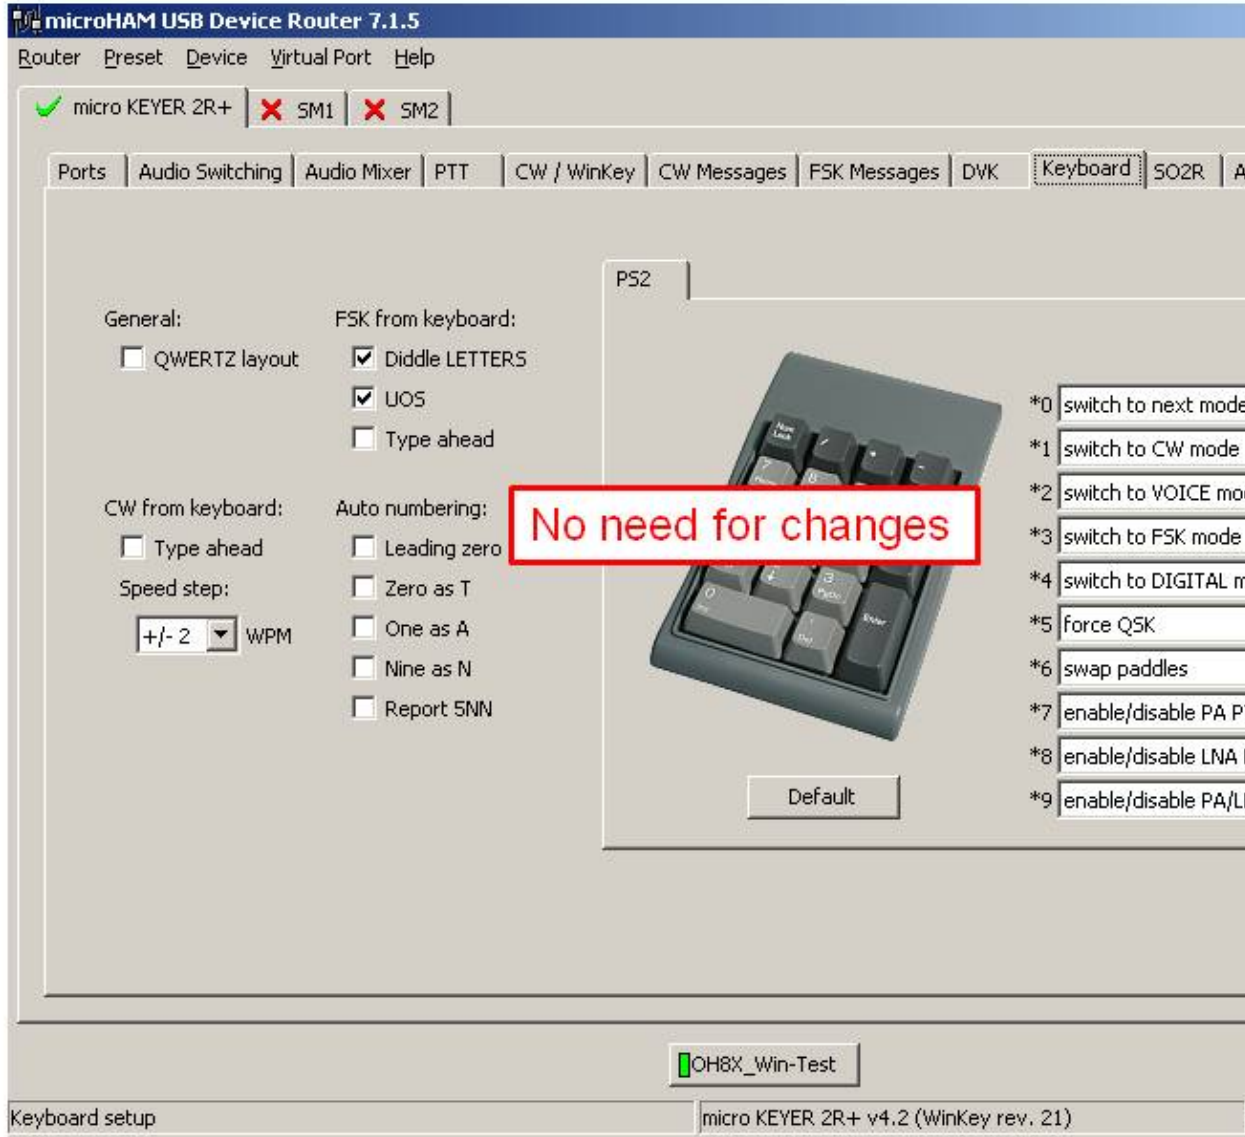 microHAM USB Device Router 7.1.5
Router Preset Device Virtual Port Help
micro KEYER 2R+ SM1 SM2
Ports Audio Switching Audio Mixer PTT CW / WinKey CW Messages FSK Messages DVK Keyboard SO2R A
PS2
General:
QWERTZ layout
FSK from keyboard:
Diddle LETTERS
UOS
Type ahead
CW from keyboard:
Type ahead
Speed step:
+/- 2 WPM
Auto numbering:
Leading zero
Zero as T
One as A
Nine as N
Report 5NN
No need for changes
Num Lock
Enter
Default
*0 switch to next mode
*1 switch to CW mode
*2 switch to VOICE mo
*3 switch to FSK mode
*4 switch to DIGITAL m
*5 force QSK
*6 swap paddles
*7 enable/disable PA P
*8 enable/disable LNA
*9 enable/disable PA/L
OH8X_Win-Test
Keyboard setup
micro KEYER 2R+ v4.2 (WinKey rev. 21)